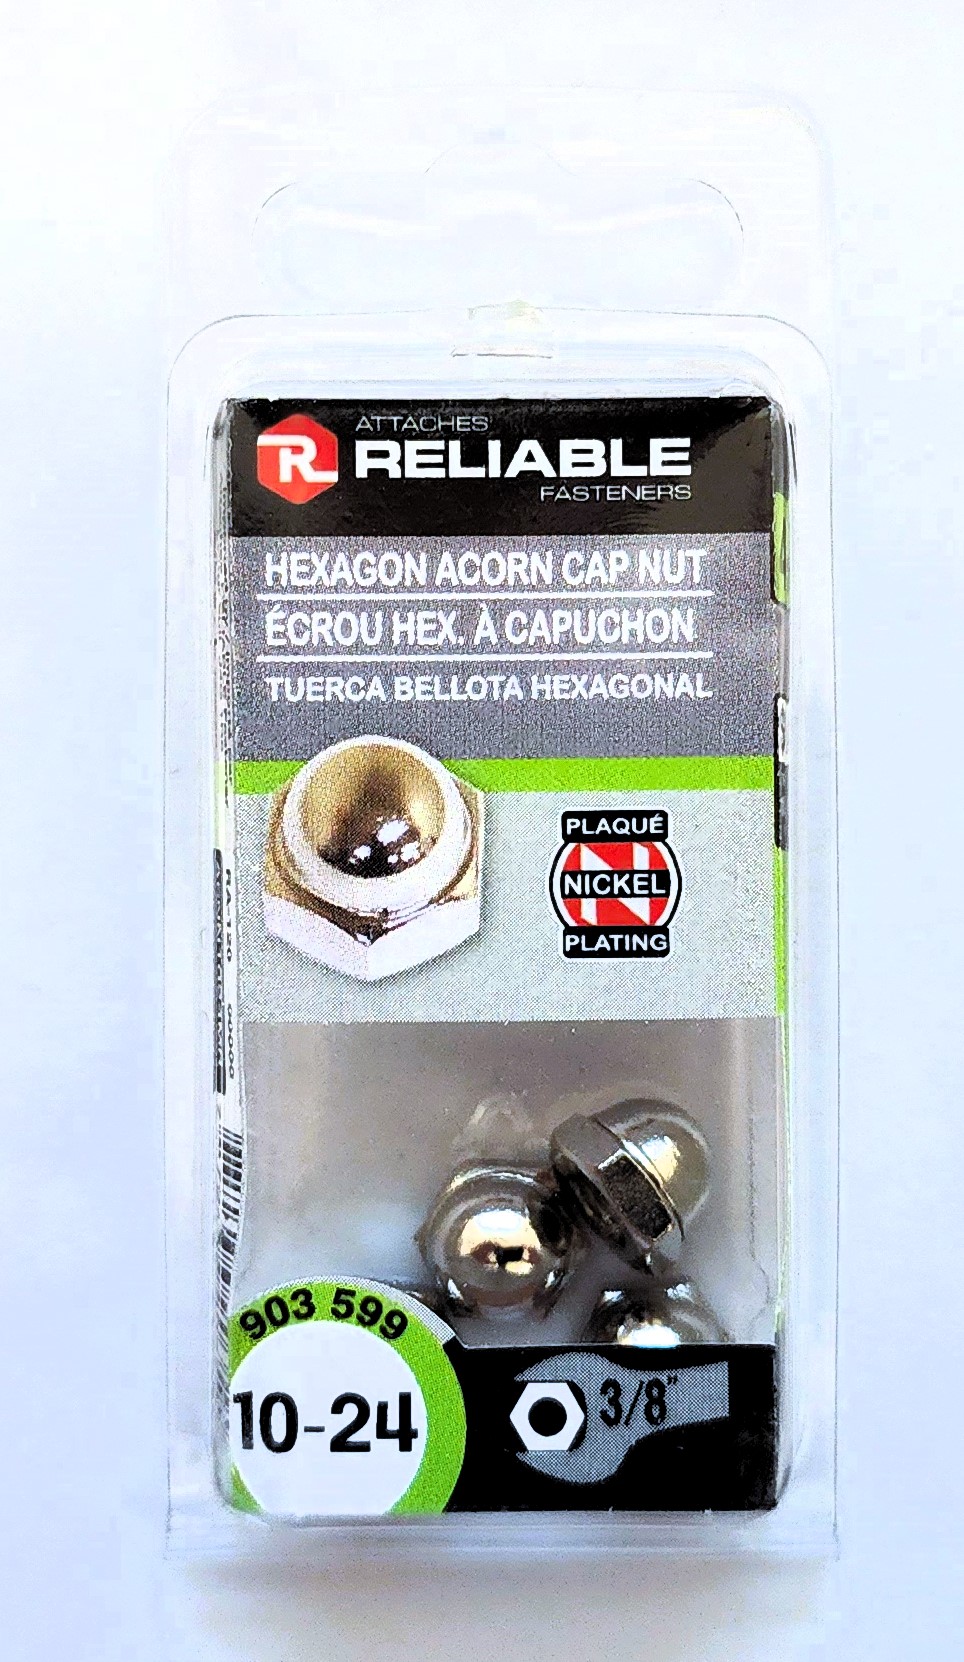 ATTACHES
R RELIABLE
FASTENERS
HEXAGON ACORN CAP NUT
ÉCROU HEX. À CAPUCHON
TUERCA BELLOTA HEXAGONAL
PLAQUÉ
N
NICKEL
PLATING
903 599
10-24
3/8"